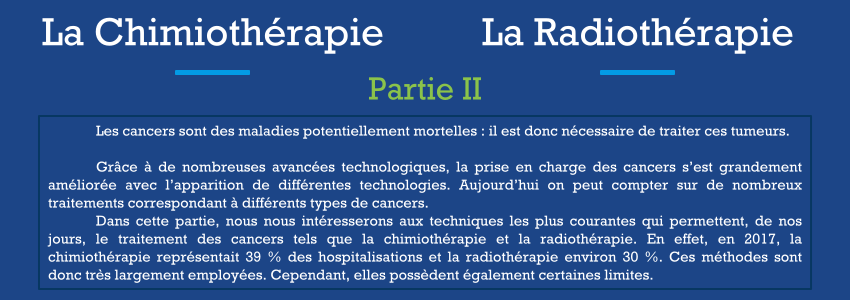 La Chimiothérapie
La Radiothérapie
Partie II
Les cancers sont des maladies potentiellement mortelles : il est donc nécessaire de traiter ces tumeurs.
Grâce à de nombreuses avancées technologiques, la prise en charge des cancers s'est grandement
améliorée avec l'apparition de différentes technologies. Aujourd'hui on peut compter sur de nombreux
traitements correspondant à différents types de cancers.
Dans cette partie, nous nous intéresserons aux techniques les plus courantes qui permettent, de nos
jours, le traitement des cancers tels que la chimiothérapie et la radiothérapie. En effet, en 2017, la
chimiothérapie représentait 39 % des hospitalisations et la radiothérapie environ 30 %. Ces méthodes sont
donc très largement employées. Cependant, elles possèdent également certaines limites.